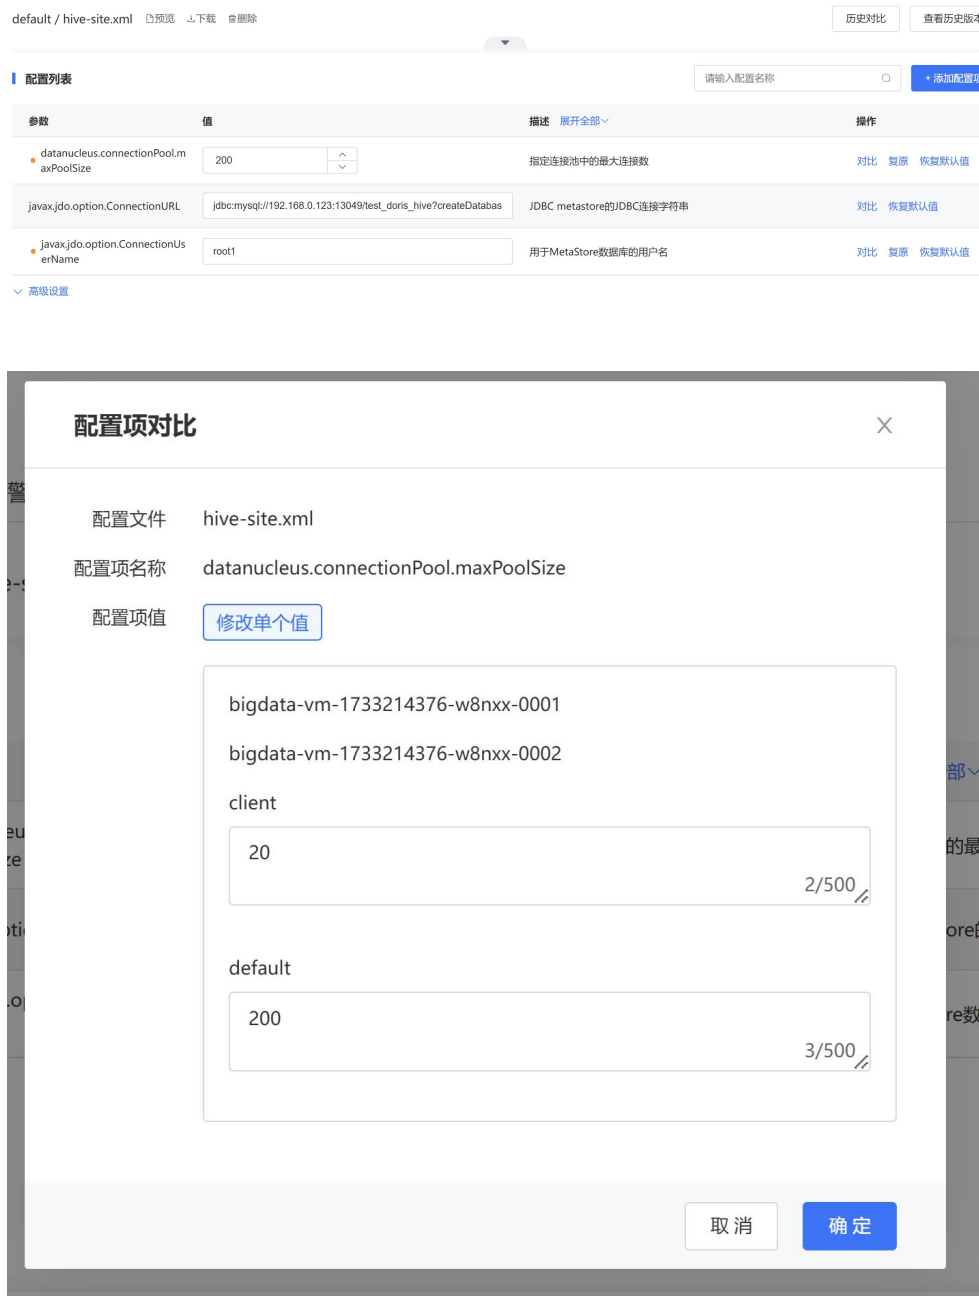 default / hive-site.xml 预览 下载 删除 历史对比 查看历史版本
配置列表 请输入配置名称 + 添加配置项
参数 值 描述 展开全部 操作
datanucleus.connectionPool.m
axPoolSize
200 指定连接池中的最大连接数 对比 复原 恢复默认值
javax.jdo.option.ConnectionURL jdbc:mysql://192.168.0.123:13049/test_doris_hive?createDatabas JDBC metastore的JDBC连接字符串 对比 恢复默认值
javax.jdo.option.ConnectionUs
erName
root1 用于MetaStore数据库的用户名 对比 复原 恢复默认值
高级设置
配置项对比
警
配置文件 hive-site.xml
配置项名称 datanucleus.connectionPool.maxPoolSize
配置项值 修改单个值
bigdata-vm-1733214376-w8nxx-0001
bigdata-vm-1733214376-w8nxx-0002
部
client
20
2/500
eu
ze
的最
default
200
3/500
取消 确定